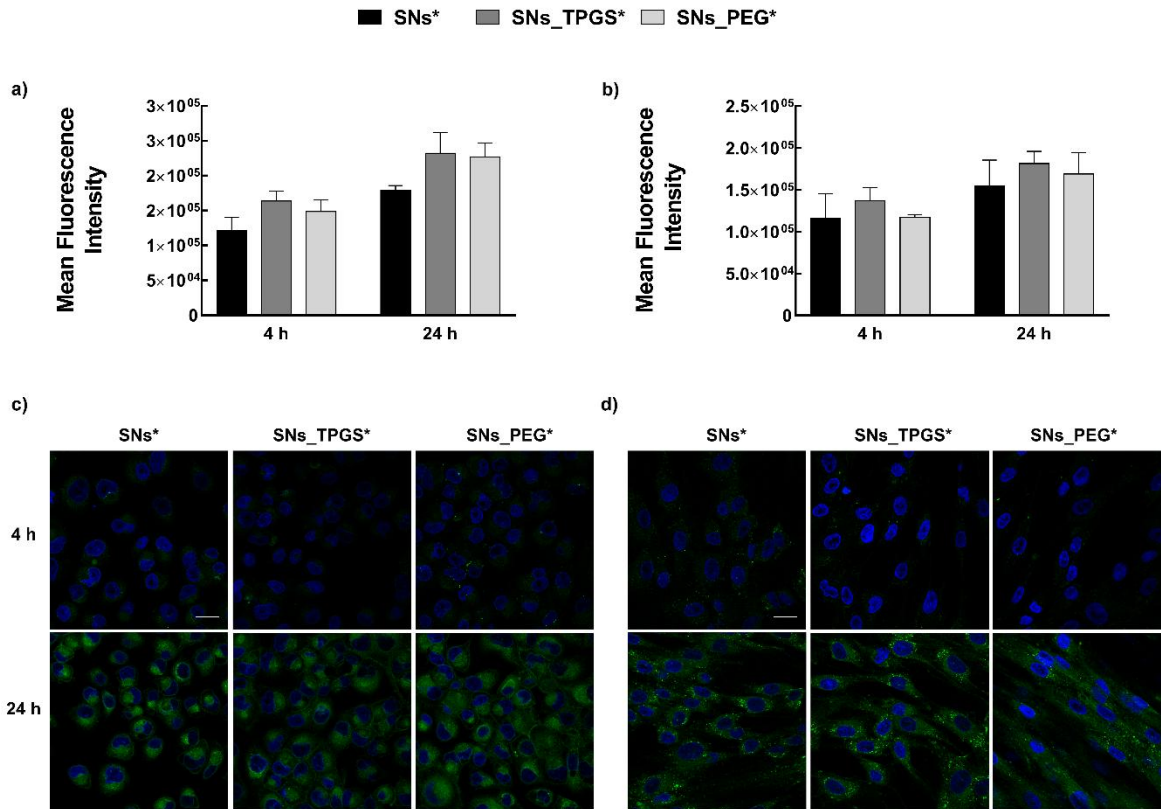 SNs* SNs_TPGS* SNs_PEG*
a)
Mean Fluorescence
Intensity
3×10⁰⁵
3×10⁰⁵
2×10⁰⁵
2×10⁰⁵
1×10⁰⁵
5×10⁰⁴
0
4 h 24 h
b)
Mean Fluorescence
Intensity
2.5×10⁰⁵
2.0×10⁰⁵
1.5×10⁰⁵
1.0×10⁰⁵
5.0×10⁰⁴
0
4 h 24 h
c)
SNs* SNs_TPGS* SNs_PEG*
4 h
24 h
d)
SNs* SNs_TPGS* SNs_PEG*